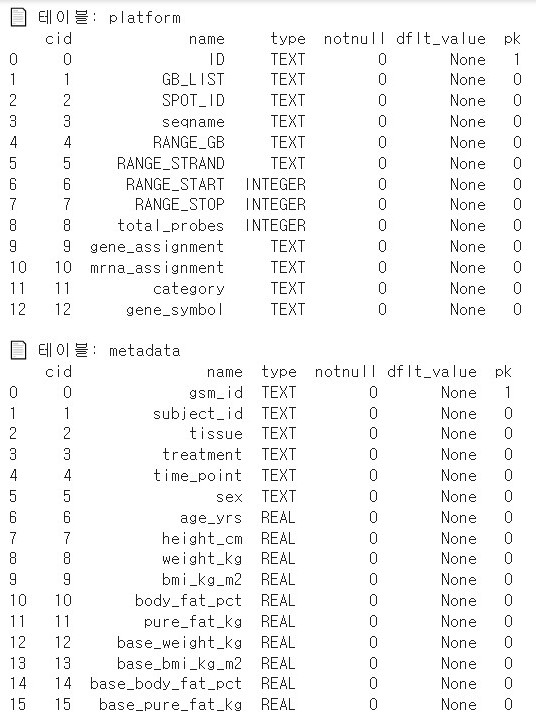 테이블: platform
cid name type notnull dflt_value pk
0 0 ID TEXT 0 None 1
1 1 GB_LIST TEXT 0 None 0
2 2 SPOT_ID TEXT 0 None 0
3 3 seqname TEXT 0 None 0
4 4 RANGE_GB TEXT 0 None 0
5 5 RANGE_STRAND TEXT 0 None 0
6 6 RANGE_START INTEGER 0 None 0
7 7 RANGE_STOP INTEGER 0 None 0
8 8 total_probes INTEGER 0 None 0
9 9 gene_assignment TEXT 0 None 0
10 10 mrna_assignment TEXT 0 None 0
11 11 category TEXT 0 None 0
12 12 gene_symbol TEXT 0 None 0
테이블: metadata
cid name type notnull dflt_value pk
0 0 gsm_id TEXT 0 None 1
1 1 subject_id TEXT 0 None 0
2 2 tissue TEXT 0 None 0
3 3 treatment TEXT 0 None 0
4 4 time_point TEXT 0 None 0
5 5 sex TEXT 0 None 0
6 6 age_yrs REAL 0 None 0
7 7 height_cm REAL 0 None 0
8 8 weight_kg REAL 0 None 0
9 9 bmi_kg_m2 REAL 0 None 0
10 10 body_fat_pct REAL 0 None 0
11 11 pure_fat_kg REAL 0 None 0
12 12 base_weight_kg REAL 0 None 0
13 13 base_bmi_kg_m2 REAL 0 None 0
14 14 base_body_fat_pct REAL 0 None 0
15 15 base_pure_fat_kg REAL 0 None 0